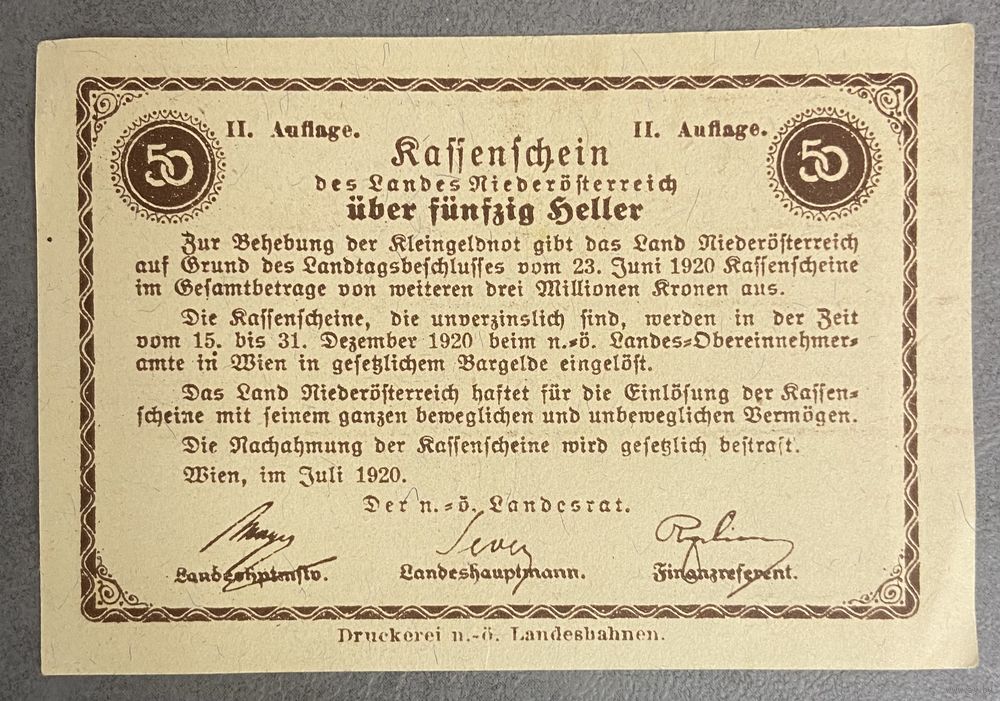 50 II. Auflage. II. Auflage. 50
Kassenschein
des Landes Niederösterreich
über fünfzig Heller
Zur Behebung der Kleingeldnot gibt das Land Niederösterreich
auf Grund des Landtagsbeschlusses vom 23. Juni 1920 Kassenscheine
im Gesamtbetrage von weiteren drei Millionen Kronen aus.
Die Kassenscheine, die unverzinslich sind, werden in der Zeit
vom 15. bis 31. Dezember 1920 beim n.=ö. Landes=Obereinnehmer=
amte in Wien in gesetzlichem Bargelde eingelöst.
Das Land Niederösterreich haftet für die Einlösung der Kassen=
scheine mit seinem ganzen beweglichen und unbeweglichen Vermögen.
Die Nachahmung der Kassenscheine wird gesetzlich bestraft.
Wien, im Juli 1920.
Der n.=ö. Landesrat.
Mayer Sever
Landeshptmstv. Landeshauptmann. Finanzreferent.
Druckerei n.-ö. Landesbahnen.